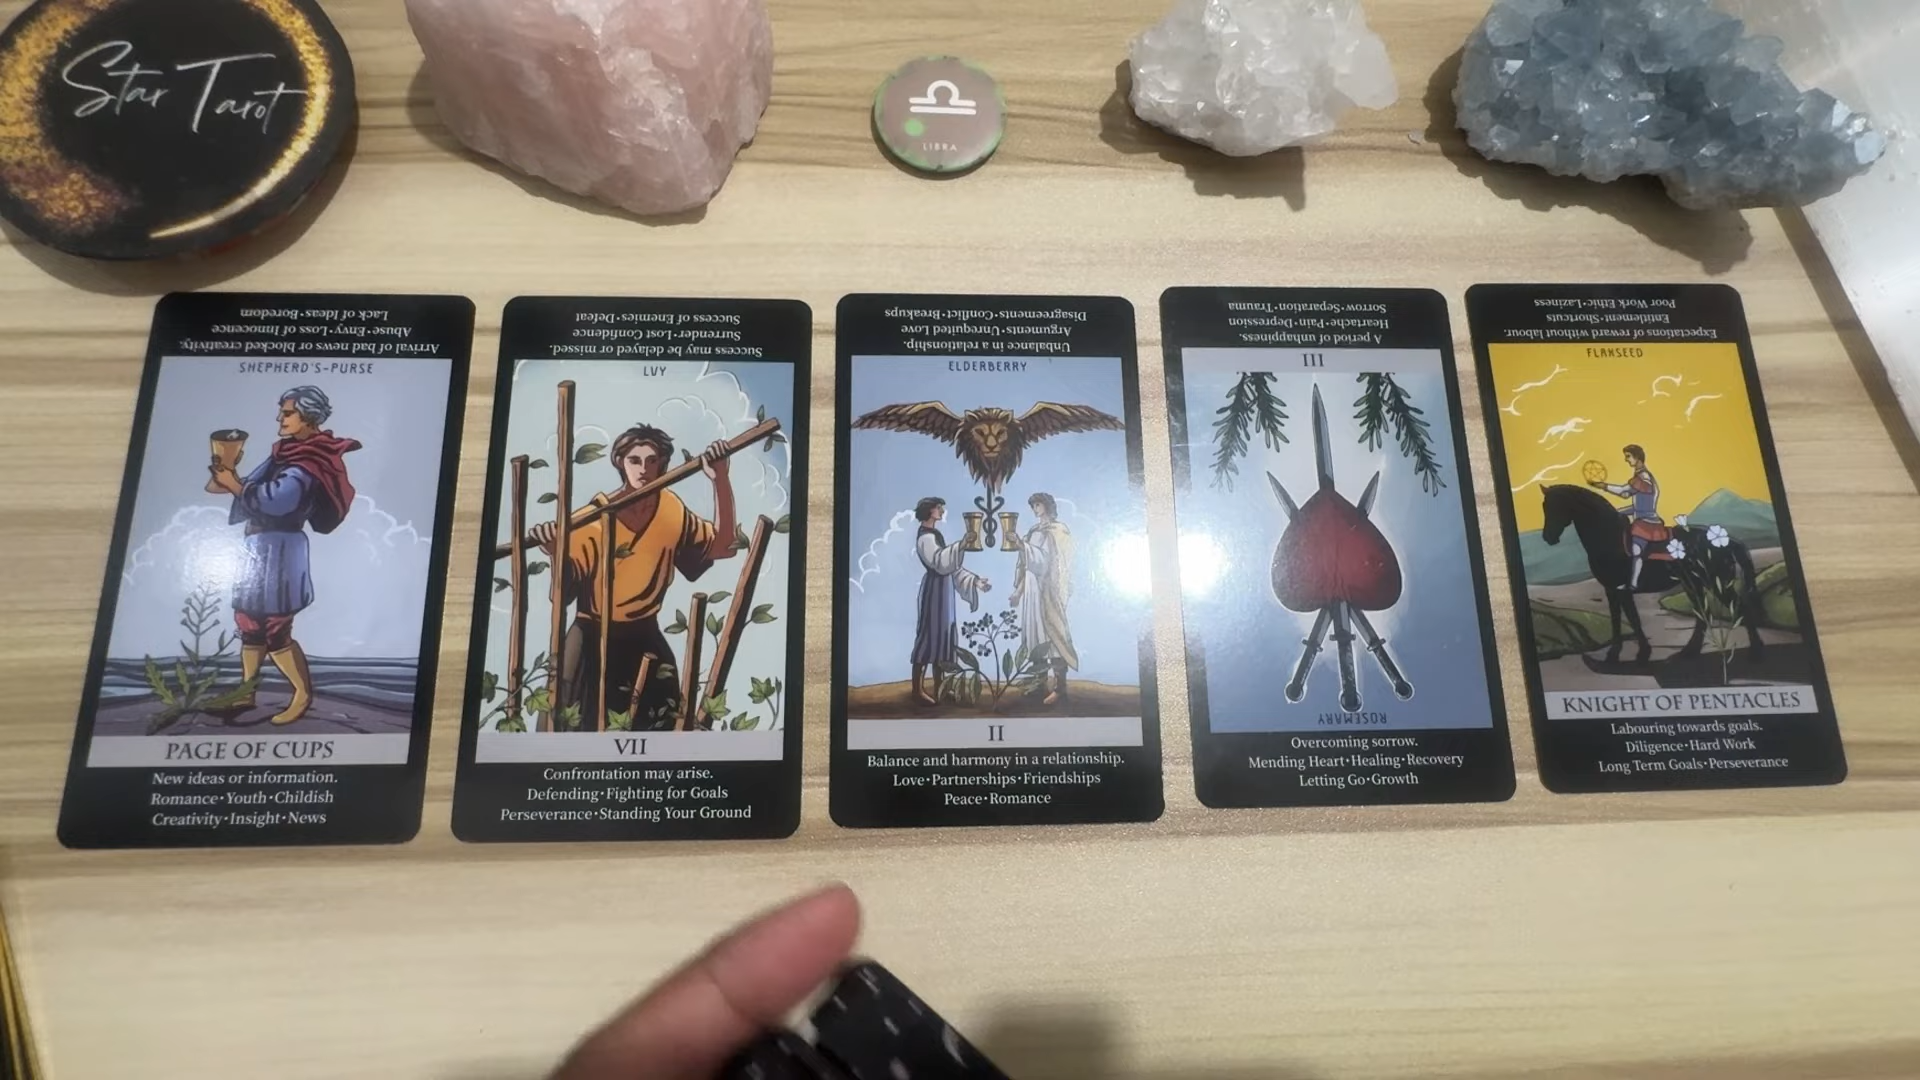 Star Tarot
LIBRA
Arrival of bad news or blocked creativity.
Abuse•Envy•Loss of Innocence
Lack of Ideas•Boredom
SHEPHERD'S-PURSE
PAGE OF CUPS
New ideas or information.
Romance•Youth•Childish
Creativity•Insight•News
Success may be delayed or missed.
Surrender•Lost Confidence
Success of Enemies•Defeat
LVY
VII
Confrontation may arise.
Defending•Fighting for Goals
Perseverance•Standing Your Ground
Unbalance in a relationship.
Arguments•Unrequited Love
Disagreements•Conflict•Breakups
ELDERBERRY
II
Balance and harmony in a relationship.
Love•Partnerships•Friendships
Peace•Romance
A period of unhappiness.
Heartache•Pain•Depression
Sorrow•Separation•Trauma
III
ROSEMARY
Overcoming sorrow.
Mending Heart•Healing•Recovery
Letting Go•Growth
Expectations of reward without labour.
Entitlement•Shortcuts
Poor Work Ethic•Laziness
FLAXSEED
KNIGHT OF PENTACLES
Labouring towards goals.
Diligence•Hard Work
Long Term Goals•Perseverance